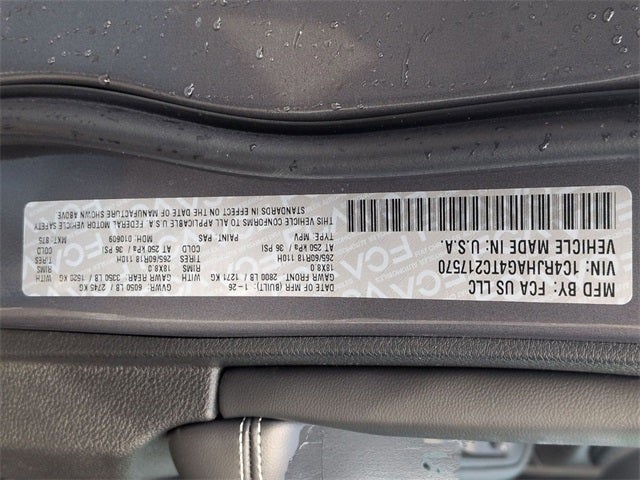 MFD BY: FCA US LLC
DATE OF MFR (BUILT): 1-26
GVWR: 6050 LB / 2745 KG
GAWR FRONT 2800.0 LB / 1271 KG
WITH
TIRES
265/60R18 110H
RIMS
18X8.0
AT 250 kPa / 36 PSI COLD
GAWR REAR 3350 LB / 1520 KG
WITH
TIRES
265/60R18 110H
RIMS
18X8.0
AT 250 kPa / 36 PSI COLD
THIS VEHICLE CONFORMS TO ALL APPLICABLE U.S.A. FEDERAL MOTOR VEHICLE SAFETY
STANDARDS IN EFFECT ON THE DATE OF MANUFACTURE SHOWN ABOVE
VIN: 1C4RJHAG4TC217570
TYPE: MPV
PAINT: PAS
MDH: 010609
MKT: BTS
VEHICLE MADE IN: U.S.A.